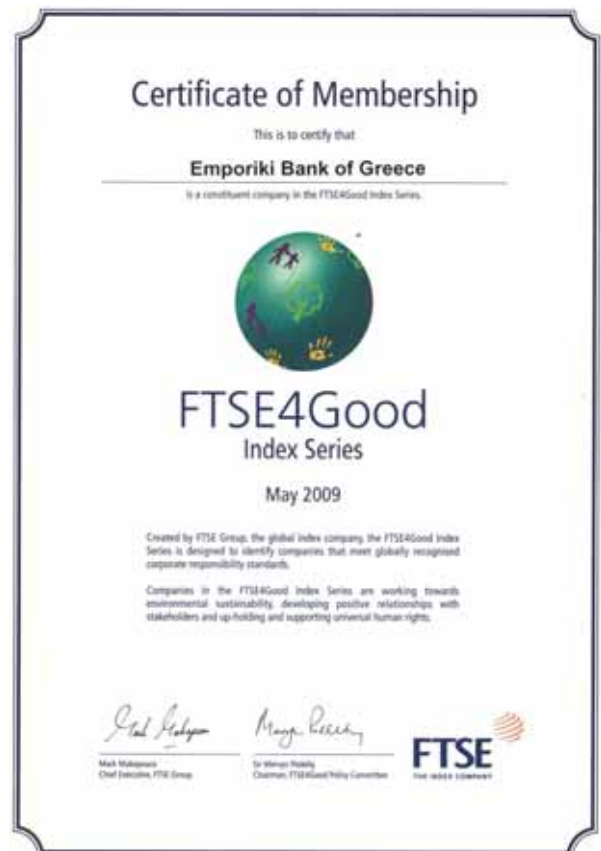 Certificate of Membership
This is to certify that
Emporiki Bank of Greece
is a constituent company in the FTSE4Good Index Series.
FTSE4Good
Index Series
May 2009
Created by FTSE Group, the global index company, the FTSE4Good Index
Series is designed to identify companies that meet globally recognised
corporate responsibility standards.
Companies in the FTSE4Good Index Series are working towards
environmental sustainability, developing positive relationships with
stakeholders and up-holding and supporting universal human rights.
Mark Makepeace
Chief Executive, FTSE Group
Sir Mervyn Pedelty
Chairman, FTSE4Good Policy Committee
FTSE
THE INDEX COMPANY